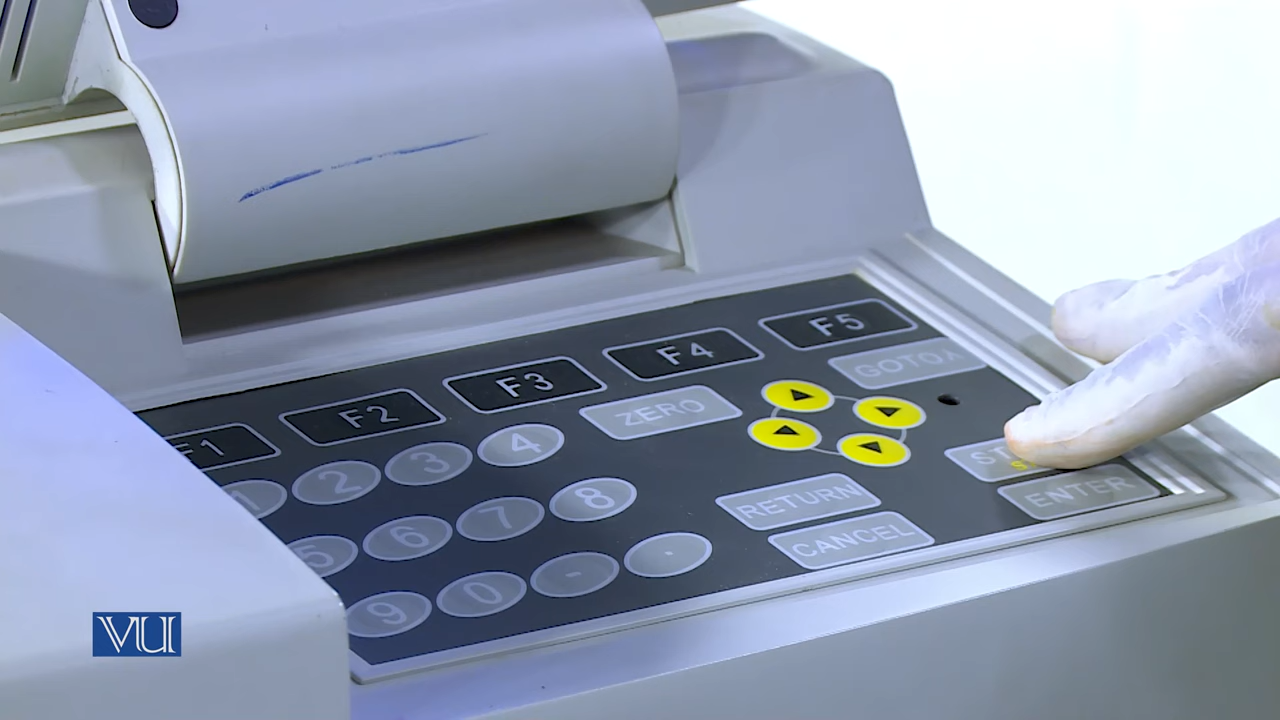 F1 F2 F3 F4 F5
1 2 3 4 ZERO GOTOλ
5 6 7 8 RETURN
9 0 - . CANCEL ENTER
VU